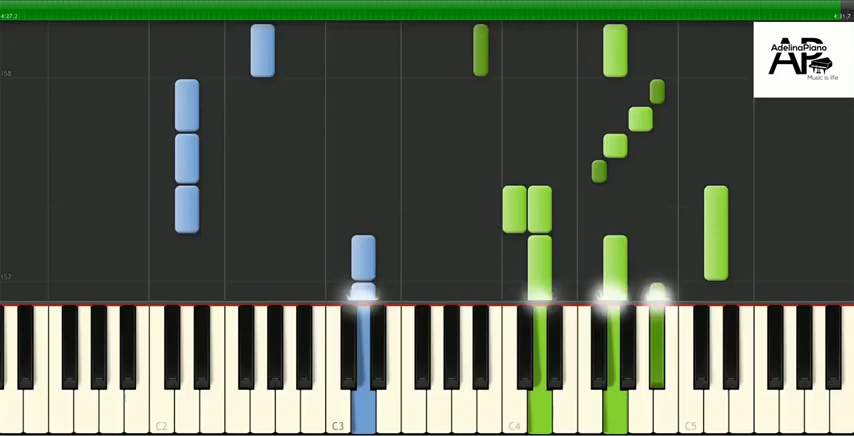 4:27.2
4:31.7
AP
AdelinaPiano
Music is life
158
157
C2
C3
C4
C5